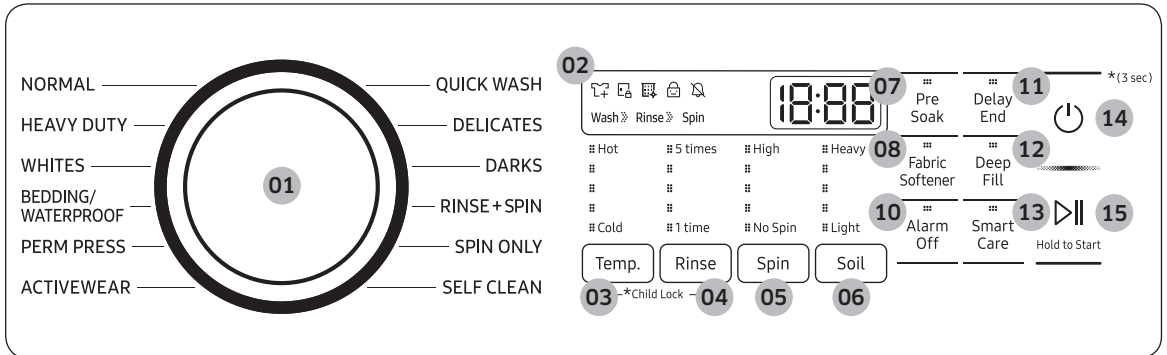 NORMAL
HEAVY DUTY
WHITES
BEDDING/
WATERPROOF
PERM PRESS
ACTIVEWEAR
01
QUICK WASH
DELICATES
DARKS
RINSE+SPIN
SPIN ONLY
SELF CLEAN
02
18:88
Wash Rinse Spin
Hot 5 times High Heavy
Cold 1 time No Spin Light
Temp. Rinse Spin Soil
03 *Child Lock 04 05 06
07 Pre
Soak
Delay
End
11
08 Fabric
Softener
Deep
Fill
12
10 Alarm
Off
Smart
Care
13
*(3 sec)
14
15
Hold to Start